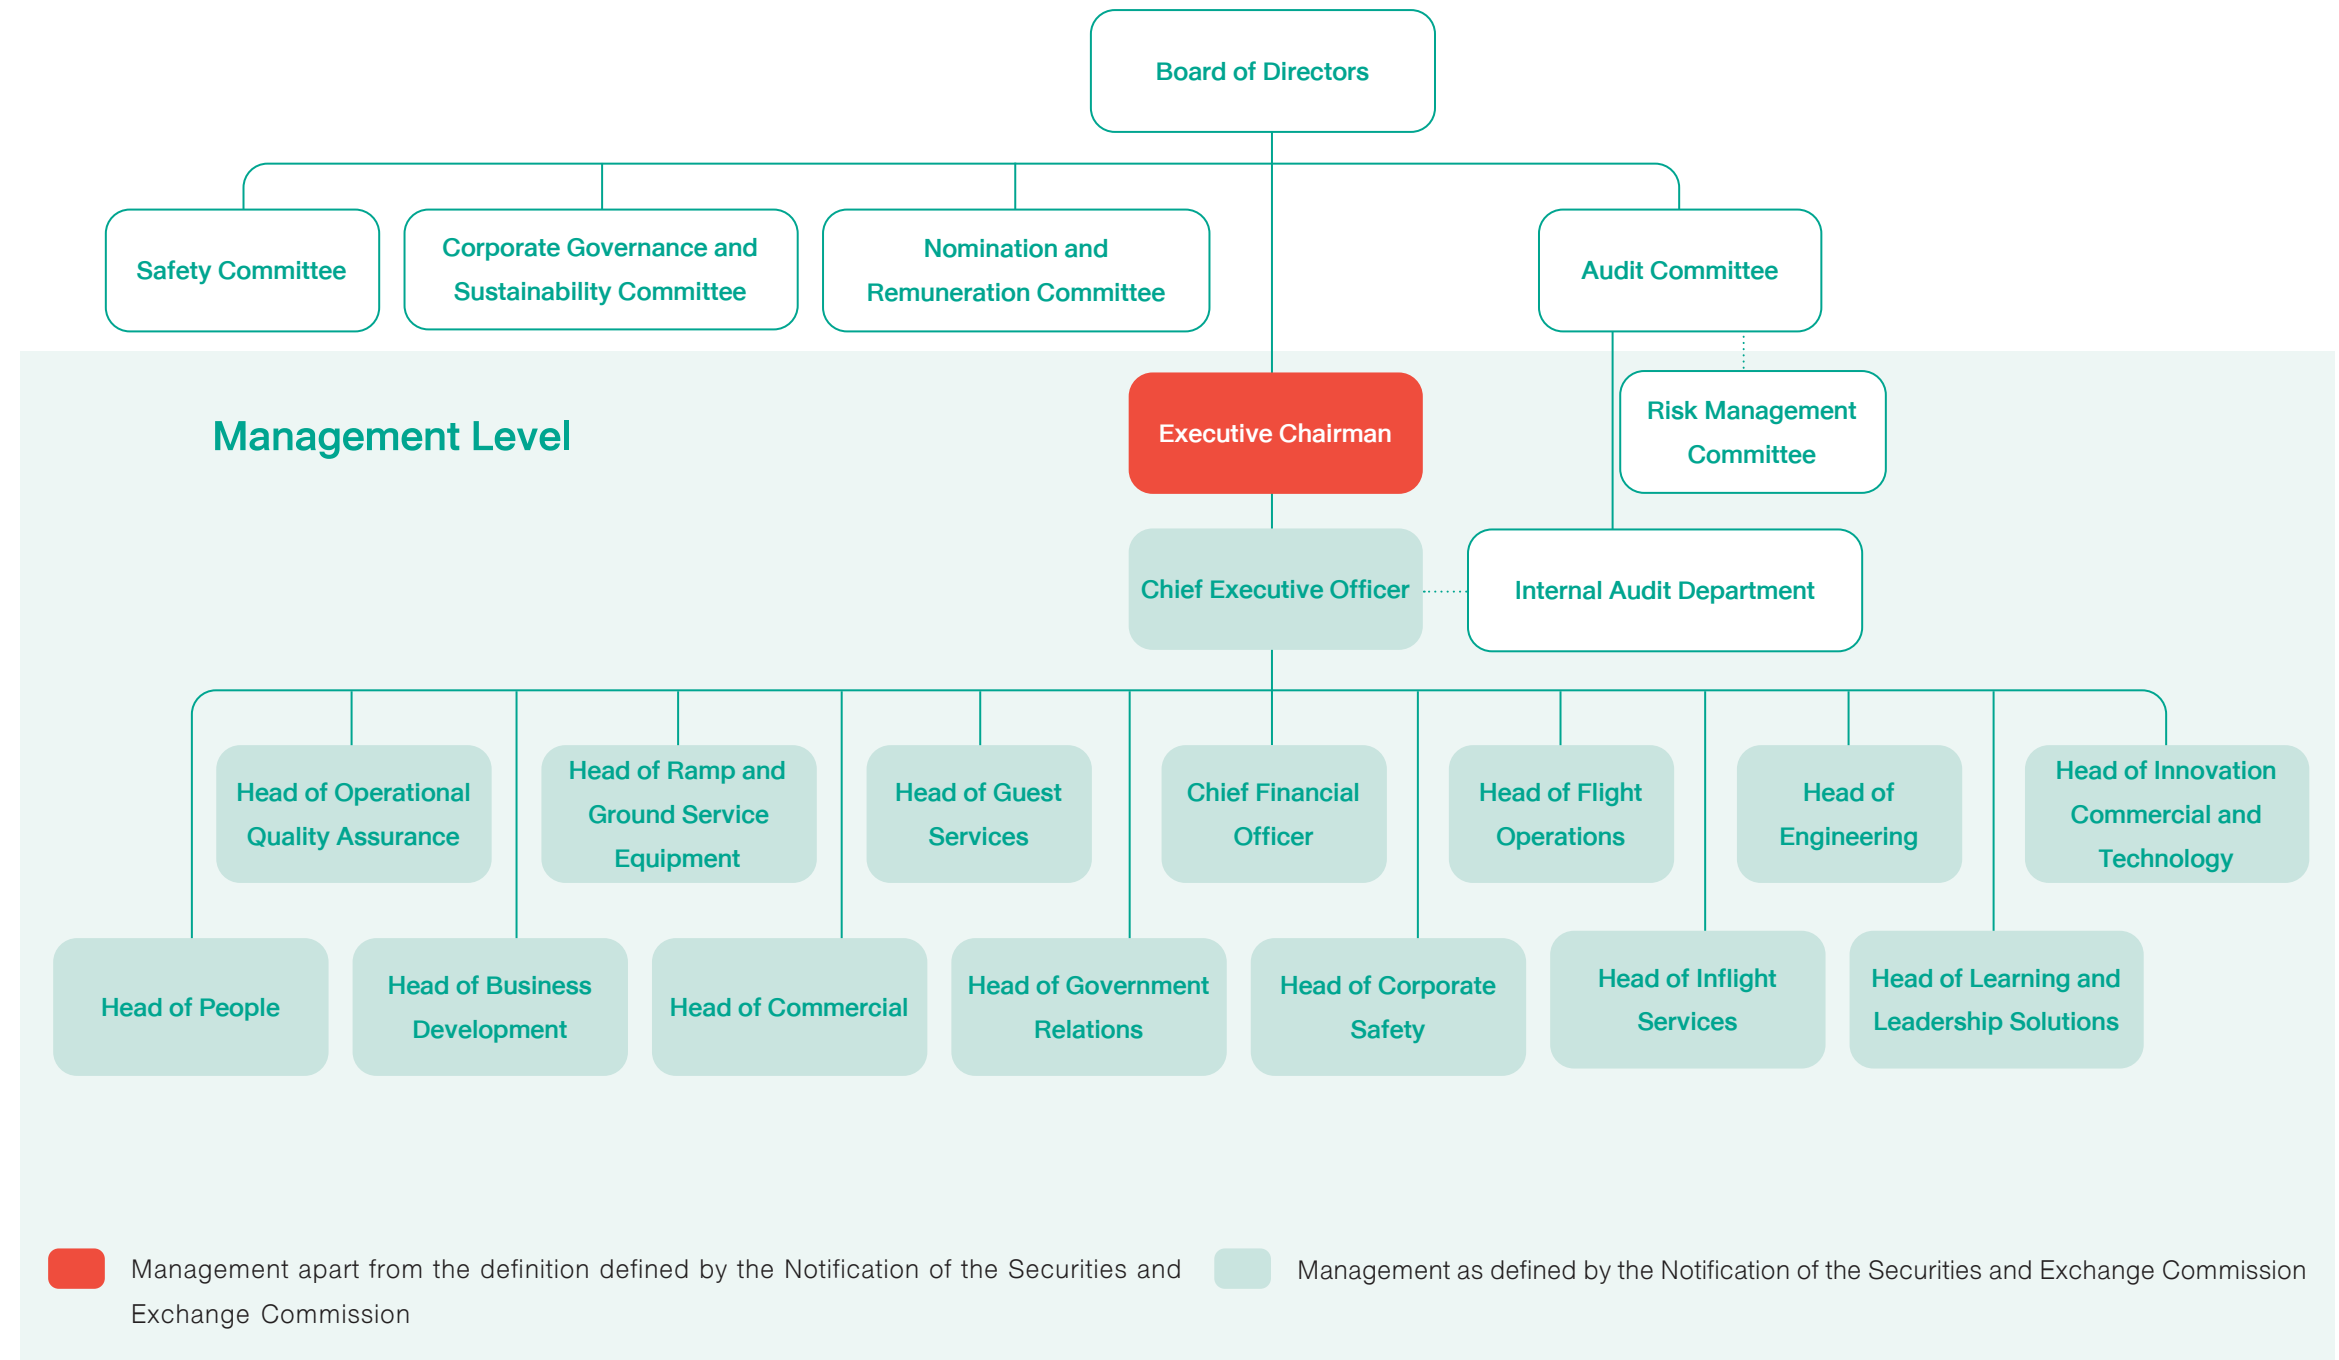 Board of Directors
Safety Committee
Corporate Governance and
Sustainability Committee
Nomination and
Remuneration Committee
Audit Committee
Management Level
Executive Chairman
Risk Management
Committee
Chief Executive Officer
Internal Audit Department
Head of Operational
Quality Assurance
Head of Ramp and
Ground Service
Equipment
Head of Guest
Services
Chief Financial
Officer
Head of Flight
Operations
Head of
Engineering
Head of Innovation
Commercial and
Technology
Head of People
Head of Business
Development
Head of Commercial
Head of Government
Relations
Head of Corporate
Safety
Head of Inflight
Services
Head of Learning and
Leadership Solutions
Management apart from the definition defined by the Notification of the Securities and
Exchange Commission
Management as defined by the Notification of the Securities and Exchange Commission